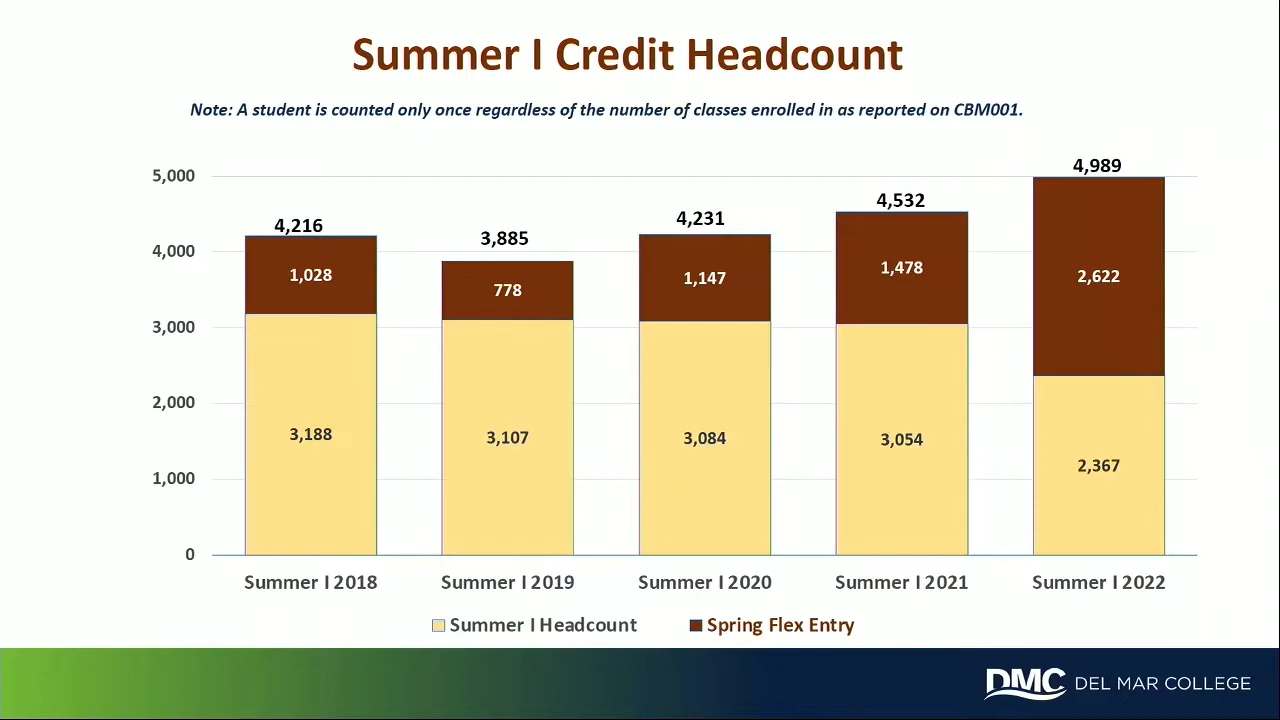 Summer I Credit Headcount
Note: A student is counted only once regardless of the number of classes enrolled in as reported on CBM001.
5,000
4,000
3,000
2,000
1,000
0
4,216
3,885
4,231
4,532
4,989
1,028
778
1,147
1,478
2,622
3,188
3,107
3,084
3,054
2,367
Summer I 2018
Summer I 2019
Summer I 2020
Summer I 2021
Summer I 2022
Summer I Headcount
Spring Flex Entry
DMC DEL MAR COLLEGE